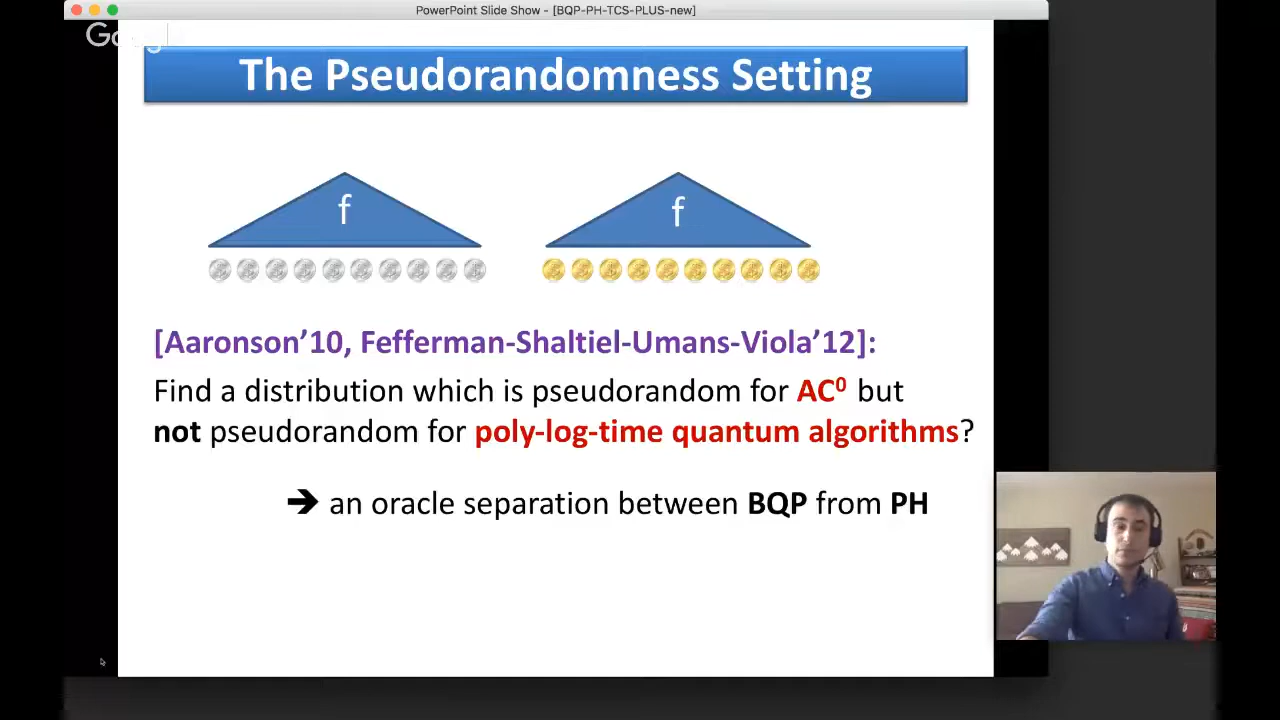 PowerPoint Slide Show - [BQP-PH-TCS-PLUS-new]
The Pseudorandomness Setting
f
f
[Aaronson’10, Fefferman-Shaltiel-Umans-Viola’12]:
Find a distribution which is pseudorandom for AC⁰ but
not pseudorandom for poly-log-time quantum algorithms?
➔ an oracle separation between BQP from PH